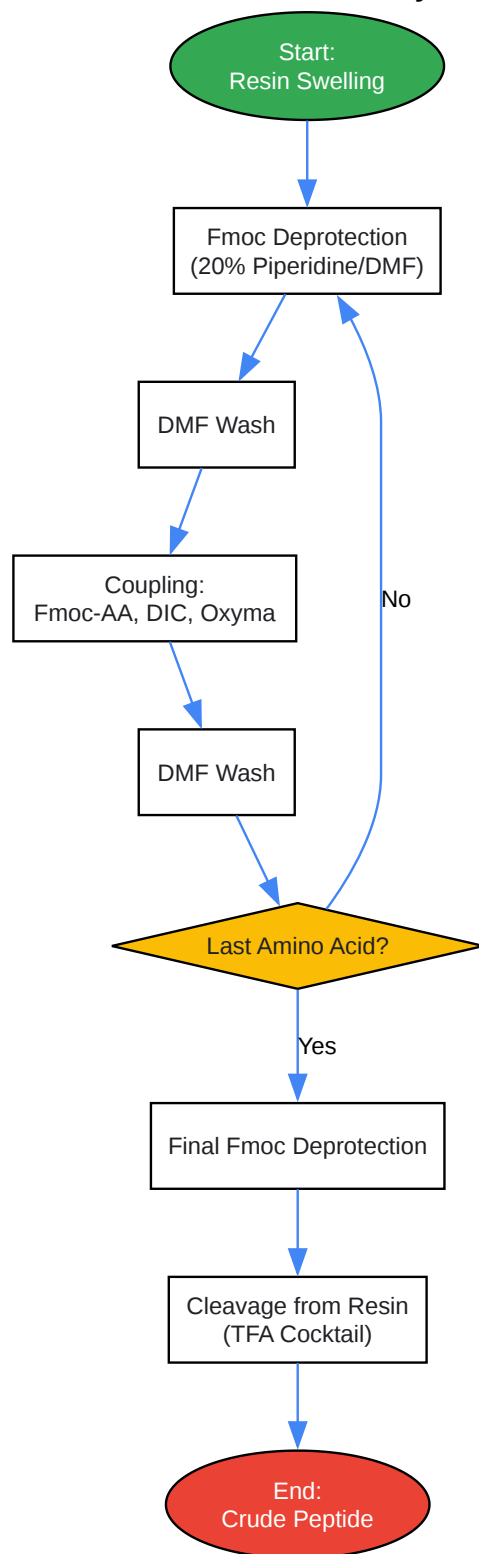 Start:
Resin Swelling
Fmoc Deprotection
(20% Piperidine/DMF)
DMF Wash
Coupling:
Fmoc-AA, DIC, Oxyma
No
DMF Wash
Last Amino Acid?
Yes
Final Fmoc Deprotection
Cleavage from Resin
(TFA Cocktail)
End:
Crude Peptide